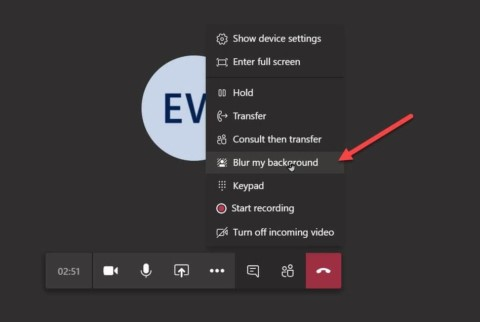 Show device settings
Enter full screen
EV
Hold
Transfer
Consult then transfer
Blur my background
Keypad
Start recording
Turn off incoming video
02:51